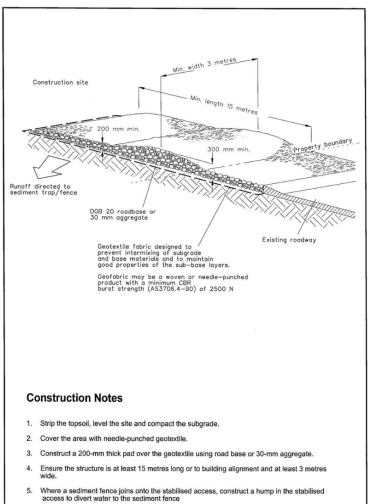 Min. width 3 metres
Construction site
Min. length 15 metres
200 mm min.
300 mm min.
Property boundary
Runoff directed to
sediment trap/fence
DGB 20 roadbase or
30 mm aggregate
Existing roadway
Geotextile fabric designed to
prevent intermixing of subgrade
and base materials and to maintain
good properties of the sub-base layers.
Geofabric may be a woven or needle-punched
product with a minimum CBR
burst strength (AS3706.4-90) of 2500 N
Construction Notes
1. Strip the topsoil, level the site and compact the subgrade.
2. Cover the area with needle-punched geotextile.
3. Construct a 200-mm thick pad over the geotextile using road base or 30-mm aggregate.
4. Ensure the structure is at least 15 metres long or to building alignment and at least 3 metres
wide.
5. Where a sediment fence joins onto the stabilised access, construct a hump in the stabilised
access to divert water to the sediment fence